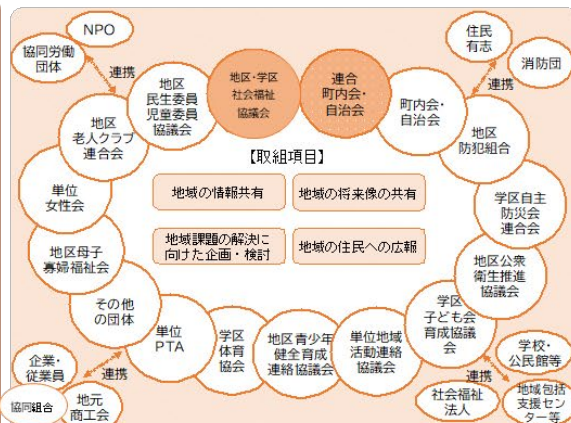 NPO
協同労働
団体
連携
地区
民生委員
児童委員
協議会
地区・学区
社会福祉
協議会
連合
町内会・
自治会
町内会・
自治会
住民
有志
消防団
連携
地区
老人クラブ
連合会
地区
防犯組合
【取組項目】
単位
女性会
地域の情報共有
地域の将来像の共有
学区自主
防災会
連合会
地区母子
寡婦福祉会
地域課題の解決に
向けた企画・検討
地域の住民への広報
地区公衆
衛生推進
協議会
その他
の団体
単位
PTA
学区
体育
協会
地区青少年
健全育成
連絡協議会
単位地域
活動連絡
協議会
学区
子ども会
育成協議
会
企業・
従業員
連携
協同組合
地元
商工会
学校・
公民館等
連携
社会福祉
法人
地域包括
支援セン
ター等